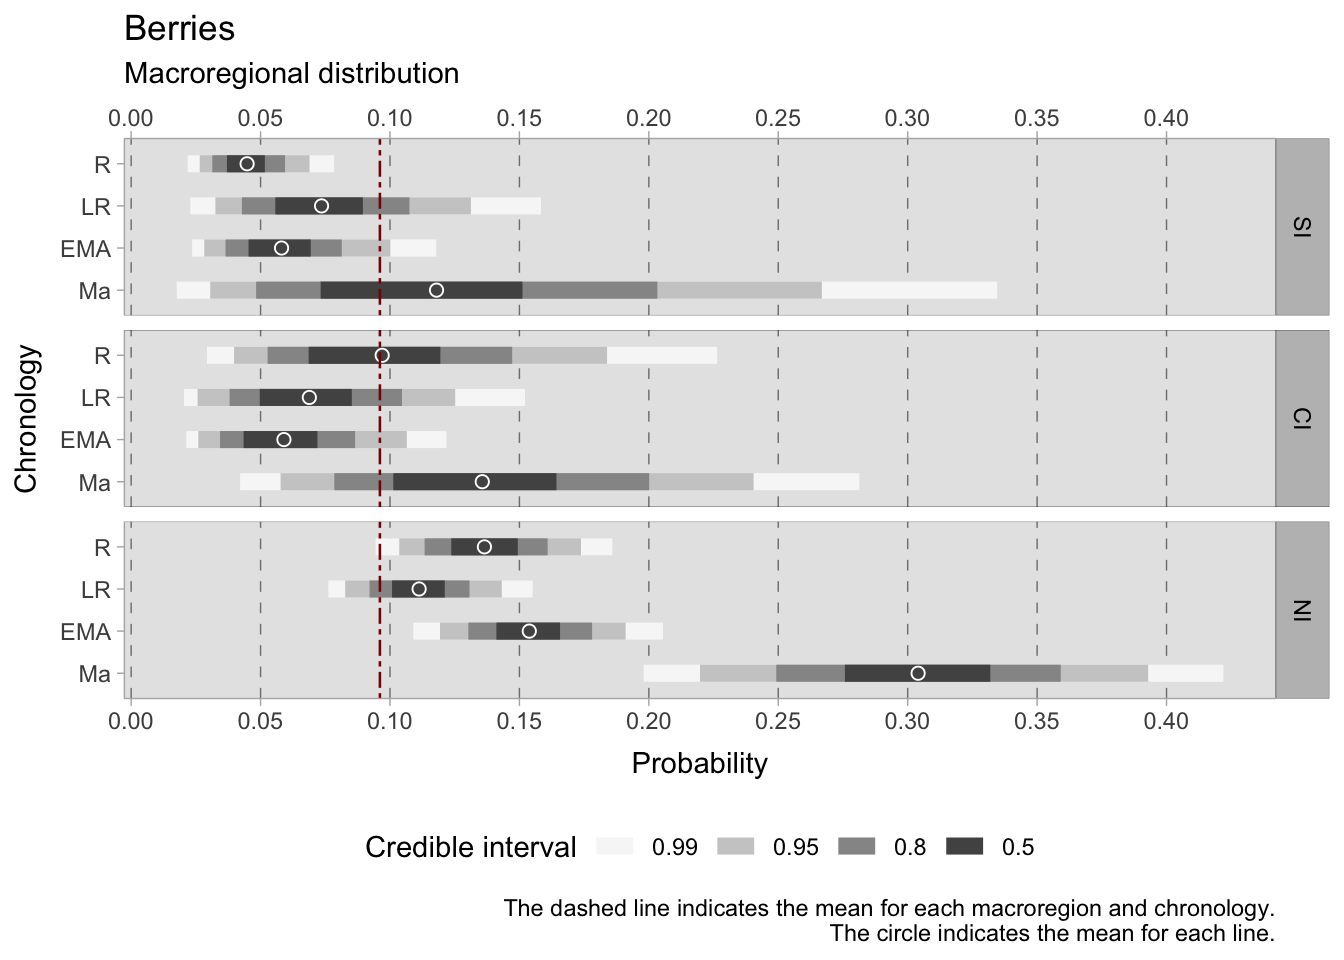 Berries
Macroregional distribution
0.00 0.05 0.10 0.15 0.20 0.25 0.30 0.35 0.40
R
LR
EMA
Ma
SI
R
LR
EMA
Ma
CI
R
LR
EMA
Ma
NI
Chronology
0.00 0.05 0.10 0.15 0.20 0.25 0.30 0.35 0.40
Probability
Credible interval 0.99 0.95 0.8 0.5
The dashed line indicates the mean for each macroregion and chronology.
The circle indicates the mean for each line.